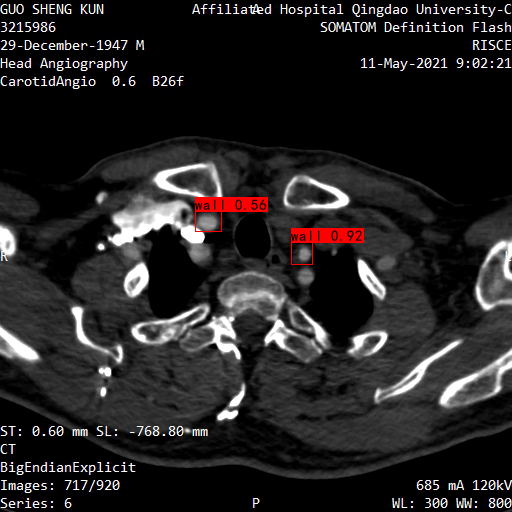 GUO SHENG KUN
3215986
29-December-1947 M
Head Angiography
CarotidAngio 0.6 B26f
Affiliated Hospital Qingdao University-C
A
SOMATOM Definition Flash
RISCE
11-May-2021 9:02:21
wall 0.56
wall 0.92
R
L
ST: 0.60 mm SL: -768.80 mm
CT
BigEndianExplicit
Images: 717/920
Series: 6
P
685 mA 120kV
WL: 300 WW: 800